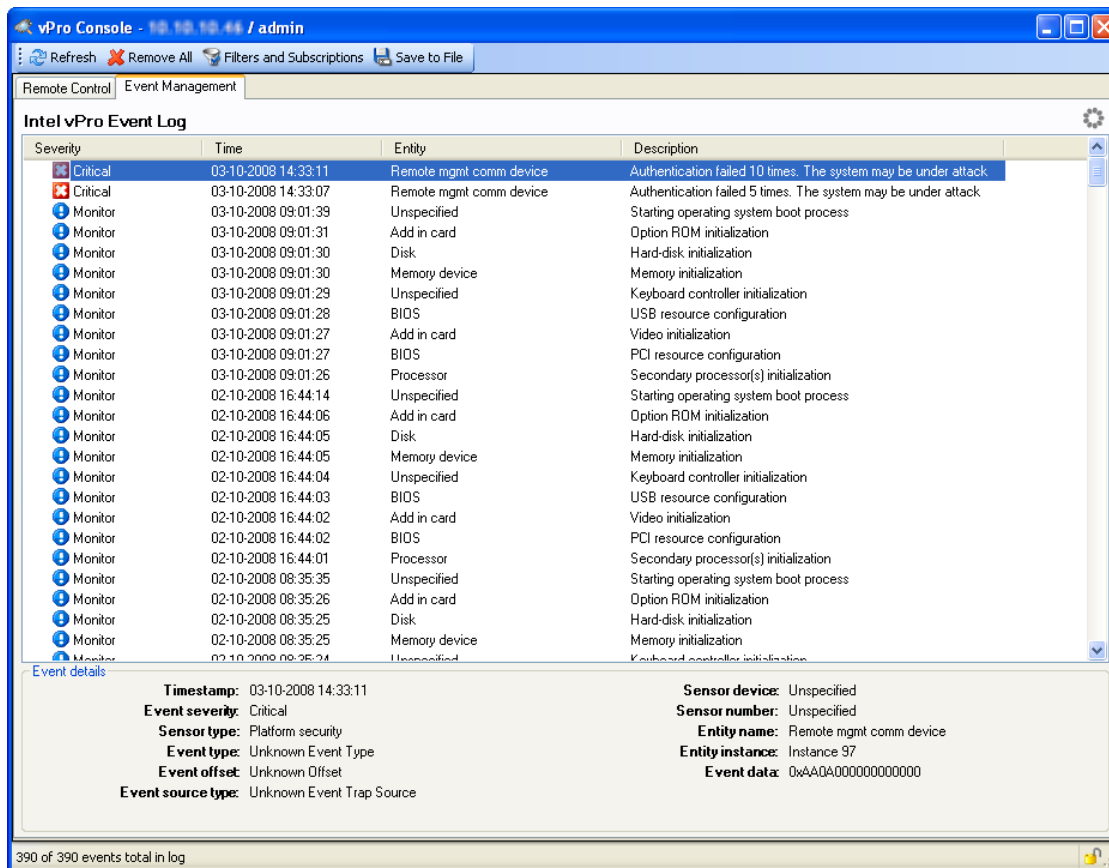 vPro Console - 10.10.10.46 / admin
Refresh Remove All Filters and Subscriptions Save to File
Remote Control Event Management
Intel vPro Event Log
Severity Time Entity Description
Critical 03-10-2008 14:33:11 Remote mgmt comm device Authentication failed 10 times. The system may be under attack
Critical 03-10-2008 14:33:07 Remote mgmt comm device Authentication failed 5 times. The system may be under attack
Monitor 03-10-2008 09:01:39 Unspecified Starting operating system boot process
Monitor 03-10-2008 09:01:31 Add in card Option ROM initialization
Monitor 03-10-2008 09:01:30 Disk Hard-disk initialization
Monitor 03-10-2008 09:01:30 Memory device Memory initialization
Monitor 03-10-2008 09:01:29 Unspecified Keyboard controller initialization
Monitor 03-10-2008 09:01:28 BIOS USB resource configuration
Monitor 03-10-2008 09:01:27 Add in card Video initialization
Monitor 03-10-2008 09:01:27 BIOS PCI resource configuration
Monitor 03-10-2008 09:01:26 Processor Secondary processor(s) initialization
Monitor 02-10-2008 16:44:14 Unspecified Starting operating system boot process
Monitor 02-10-2008 16:44:06 Add in card Option ROM initialization
Monitor 02-10-2008 16:44:05 Disk Hard-disk initialization
Monitor 02-10-2008 16:44:05 Memory device Memory initialization
Monitor 02-10-2008 16:44:04 Unspecified Keyboard controller initialization
Monitor 02-10-2008 16:44:03 BIOS USB resource configuration
Monitor 02-10-2008 16:44:02 Add in card Video initialization
Monitor 02-10-2008 16:44:02 BIOS PCI resource configuration
Monitor 02-10-2008 16:44:01 Processor Secondary processor(s) initialization
Monitor 02-10-2008 08:35:35 Unspecified Starting operating system boot process
Monitor 02-10-2008 08:35:26 Add in card Option ROM initialization
Monitor 02-10-2008 08:35:25 Disk Hard-disk initialization
Monitor 02-10-2008 08:35:25 Memory device Memory initialization
Monitor 02-10-2008 08:35:24 Unspecified Keyboard controller initialization
Event details
Timestamp: 03-10-2008 14:33:11 Sensor device: Unspecified
Event severity: Critical Sensor number: Unspecified
Sensor type: Platform security Entity name: Remote mgmt comm device
Event type: Unknown Event Type Entity instance: Instance 97
Event offset: Unknown Offset Event data: 0xAA0A000000000000
Event source type: Unknown Event Trap Source
390 of 390 events total in log